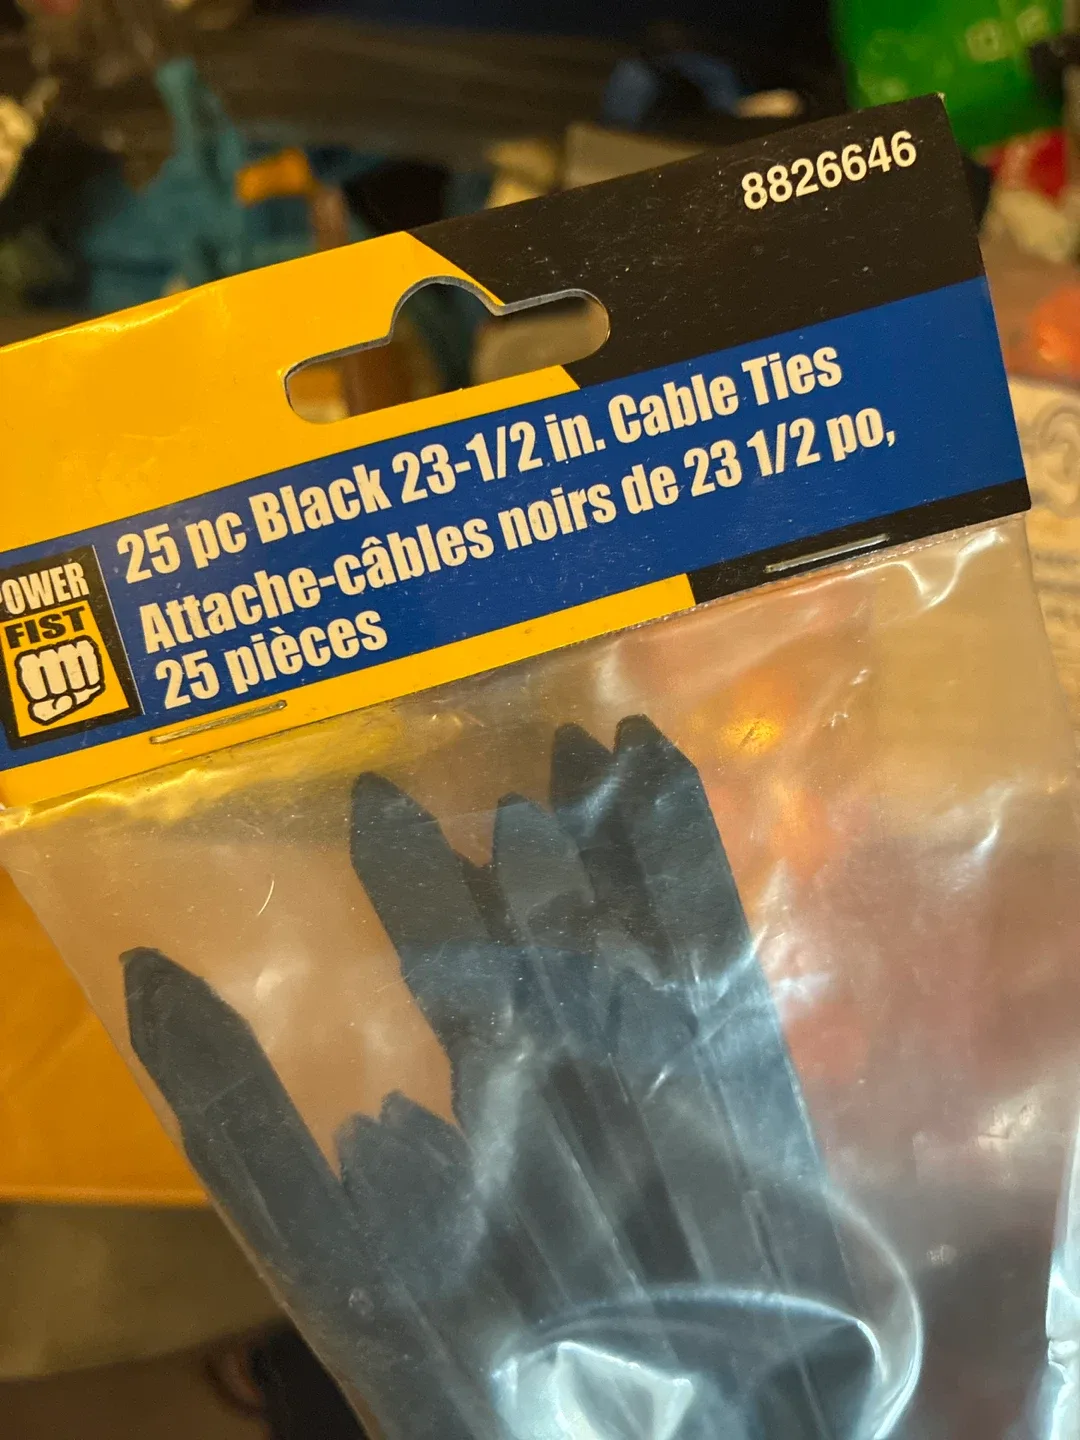 8826646
25 pc Black 23-1/2 in. Cable Ties
Attache-câbles noirs de 23 1/2 po,
25 pièces
POWER
FIST